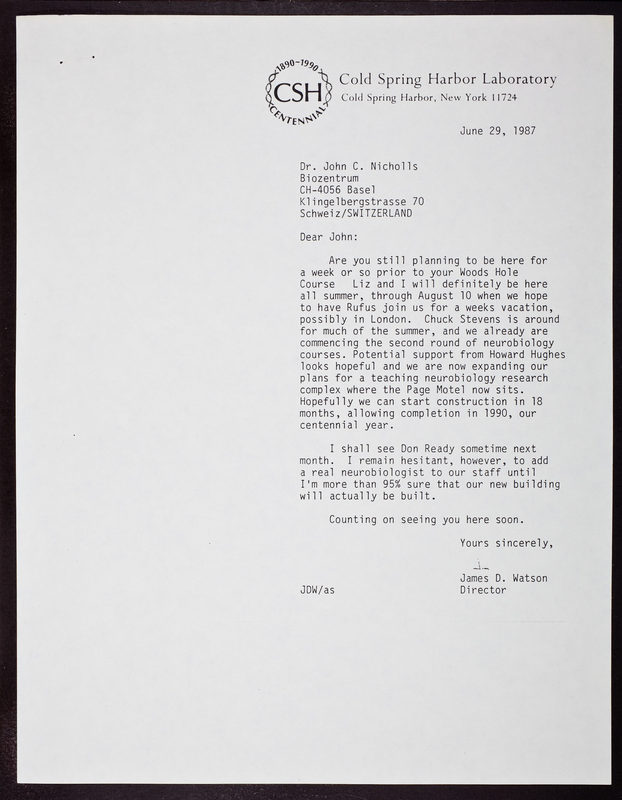 1890-1990
CSH
CENTENNIAL
Cold Spring Harbor Laboratory
Cold Spring Harbor, New York 11724
June 29, 1987
Dr. John C. Nicholls
Biozentrum
CH-4056 Basel
Klingelbergstrasse 70
Schweiz/SWITZERLAND
Dear John:
Are you still planning to be here for
a week or so prior to your Woods Hole
Course Liz and I will definitely be here
all summer, through August 10 when we hope
to have Rufus join us for a weeks vacation,
possibly in London. Chuck Stevens is around
for much of the summer, and we already are
commencing the second round of neurobiology
courses. Potential support from Howard Hughes
looks hopeful and we are now expanding our
plans for a teaching neurobiology research
complex where the Page Motel now sits.
Hopefully we can start construction in 18
months, allowing completion in 1990, our
centennial year.
I shall see Don Ready sometime next
month. I remain hesitant, however, to add
a real neurobiologist to our staff until
I'm more than 95% sure that our new building
will actually be built.
Counting on seeing you here soon.
Yours sincerely,
Jim
James D. Watson
JDW/as Director